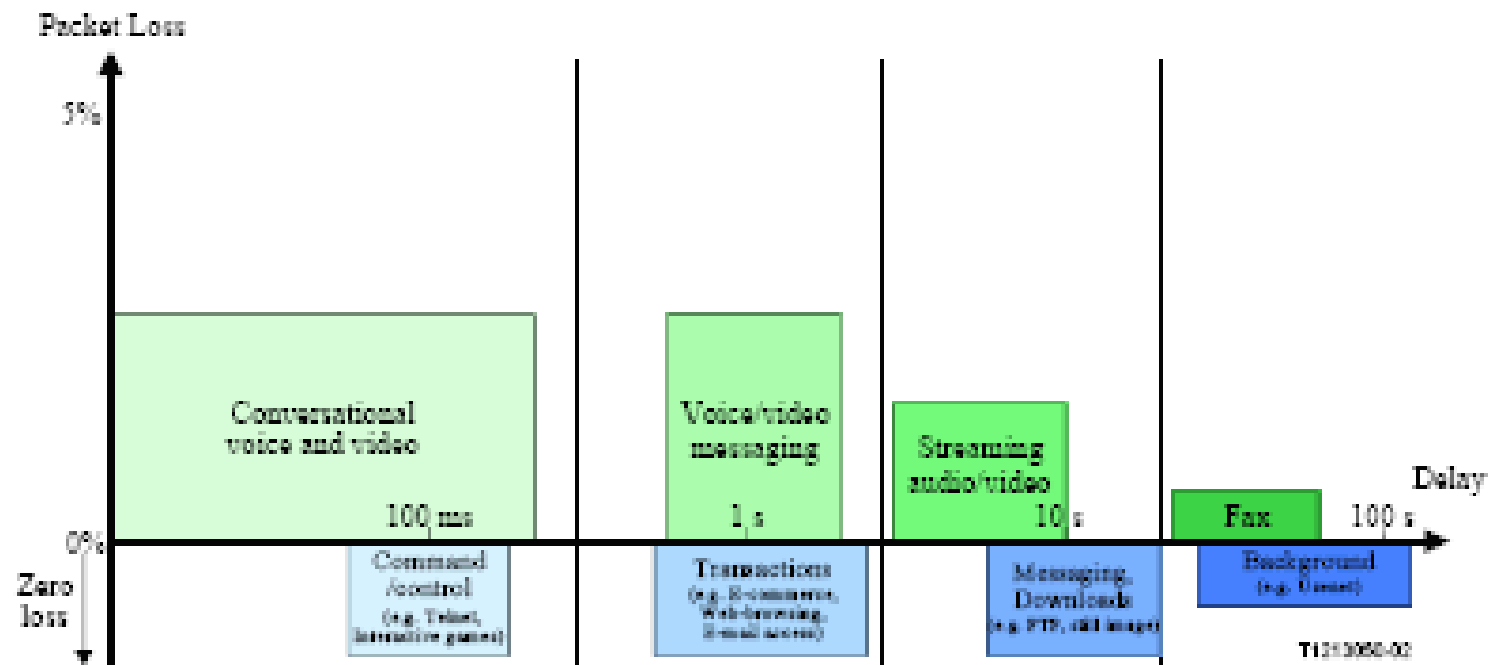 Packet Loss
5%
Conversational
voice and video
Voice/video
messaging
Streaming
audio/video
Delay
100 ms
1 s
10 s
Fax
100 s
0%
Zero
loss
Command
/control
(e.g. Telnet,
Interactive games)
Transactions
(e.g. E-commerce,
Web-browsing,
E-mail access)
Messaging,
Downloads
(e.g. FTP, still image)
Background
(e.g. Usenet)
T1213060-02